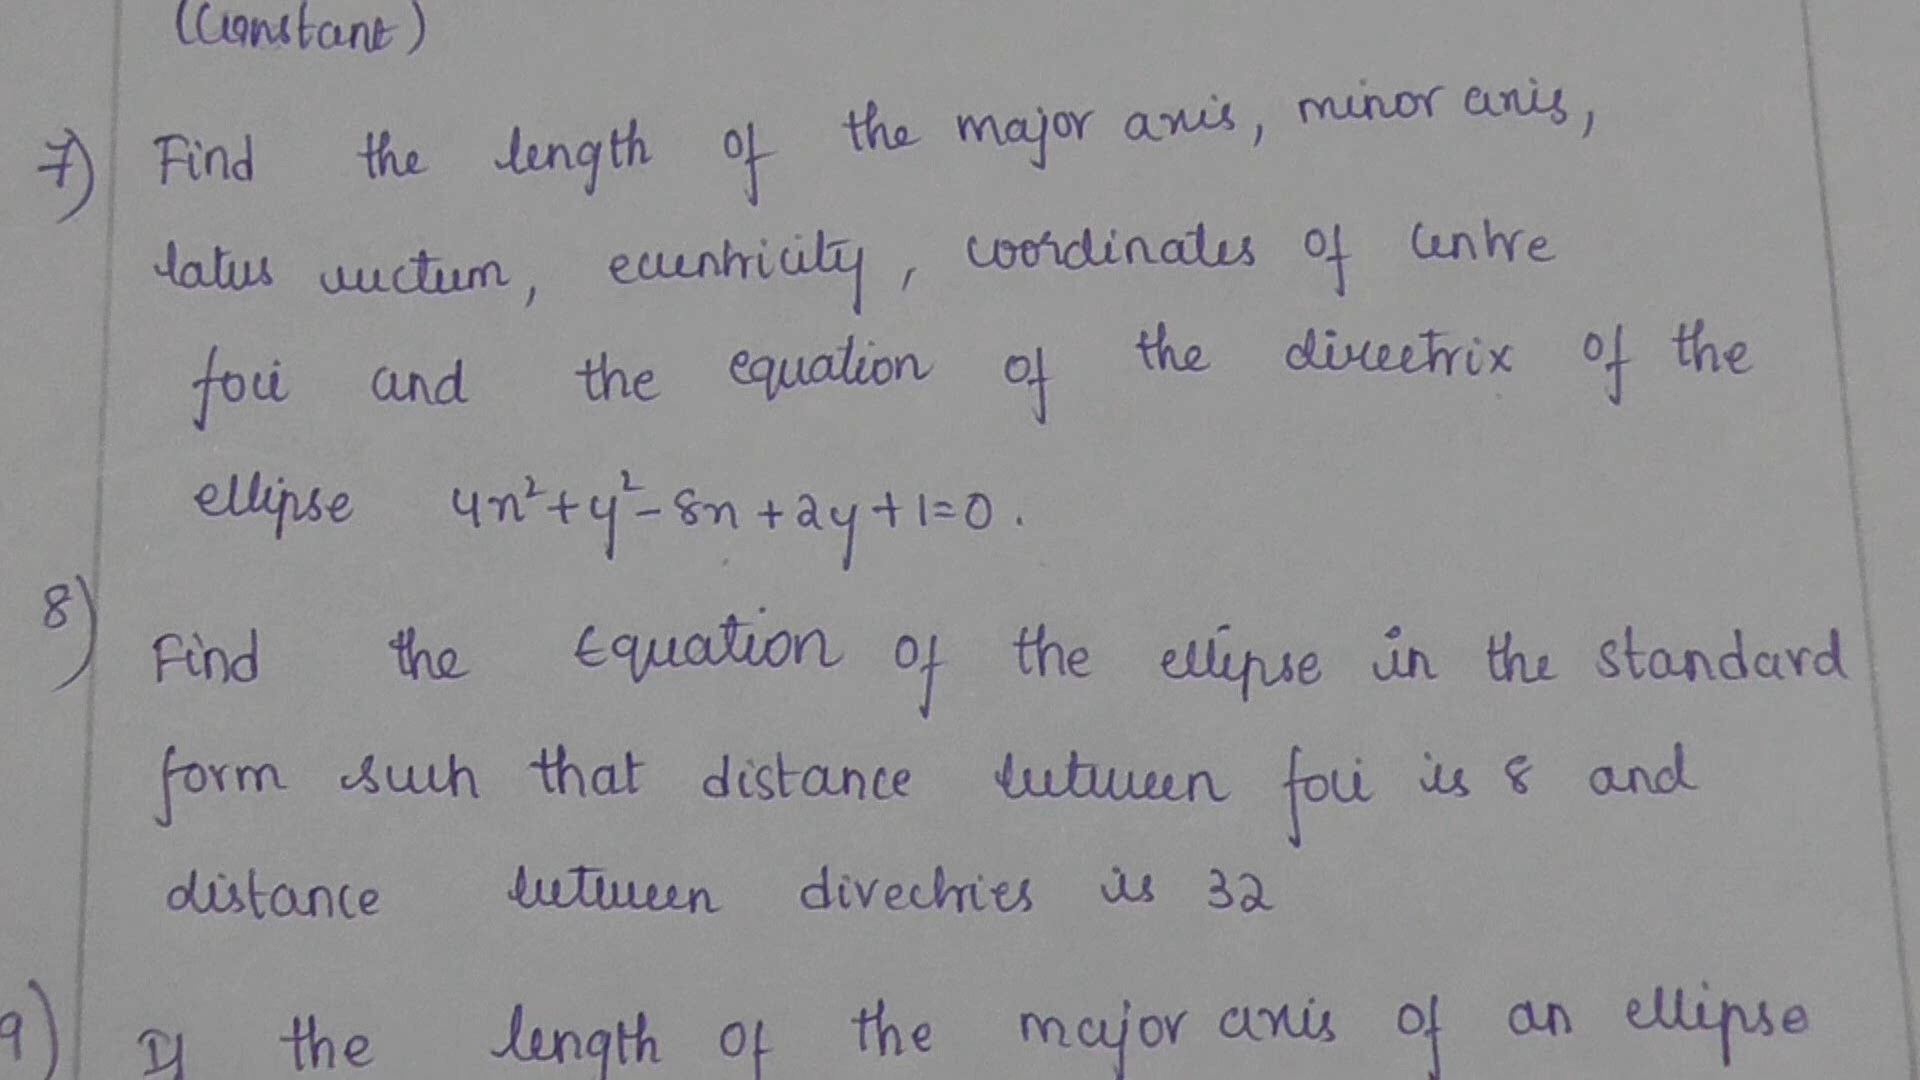 (Constant)
7) Find the length of the major axis, minor axis,
latus rectum, eccentricity, coordinates of centre
foci and the equation of the directrix of the
ellipse 4x²+y²-8x+2y+1=0.
8) Find the Equation of the ellipse in the standard
form such that distance between foci is 8 and
distance between directries is 32
9) If the length of the major axis of an ellipse